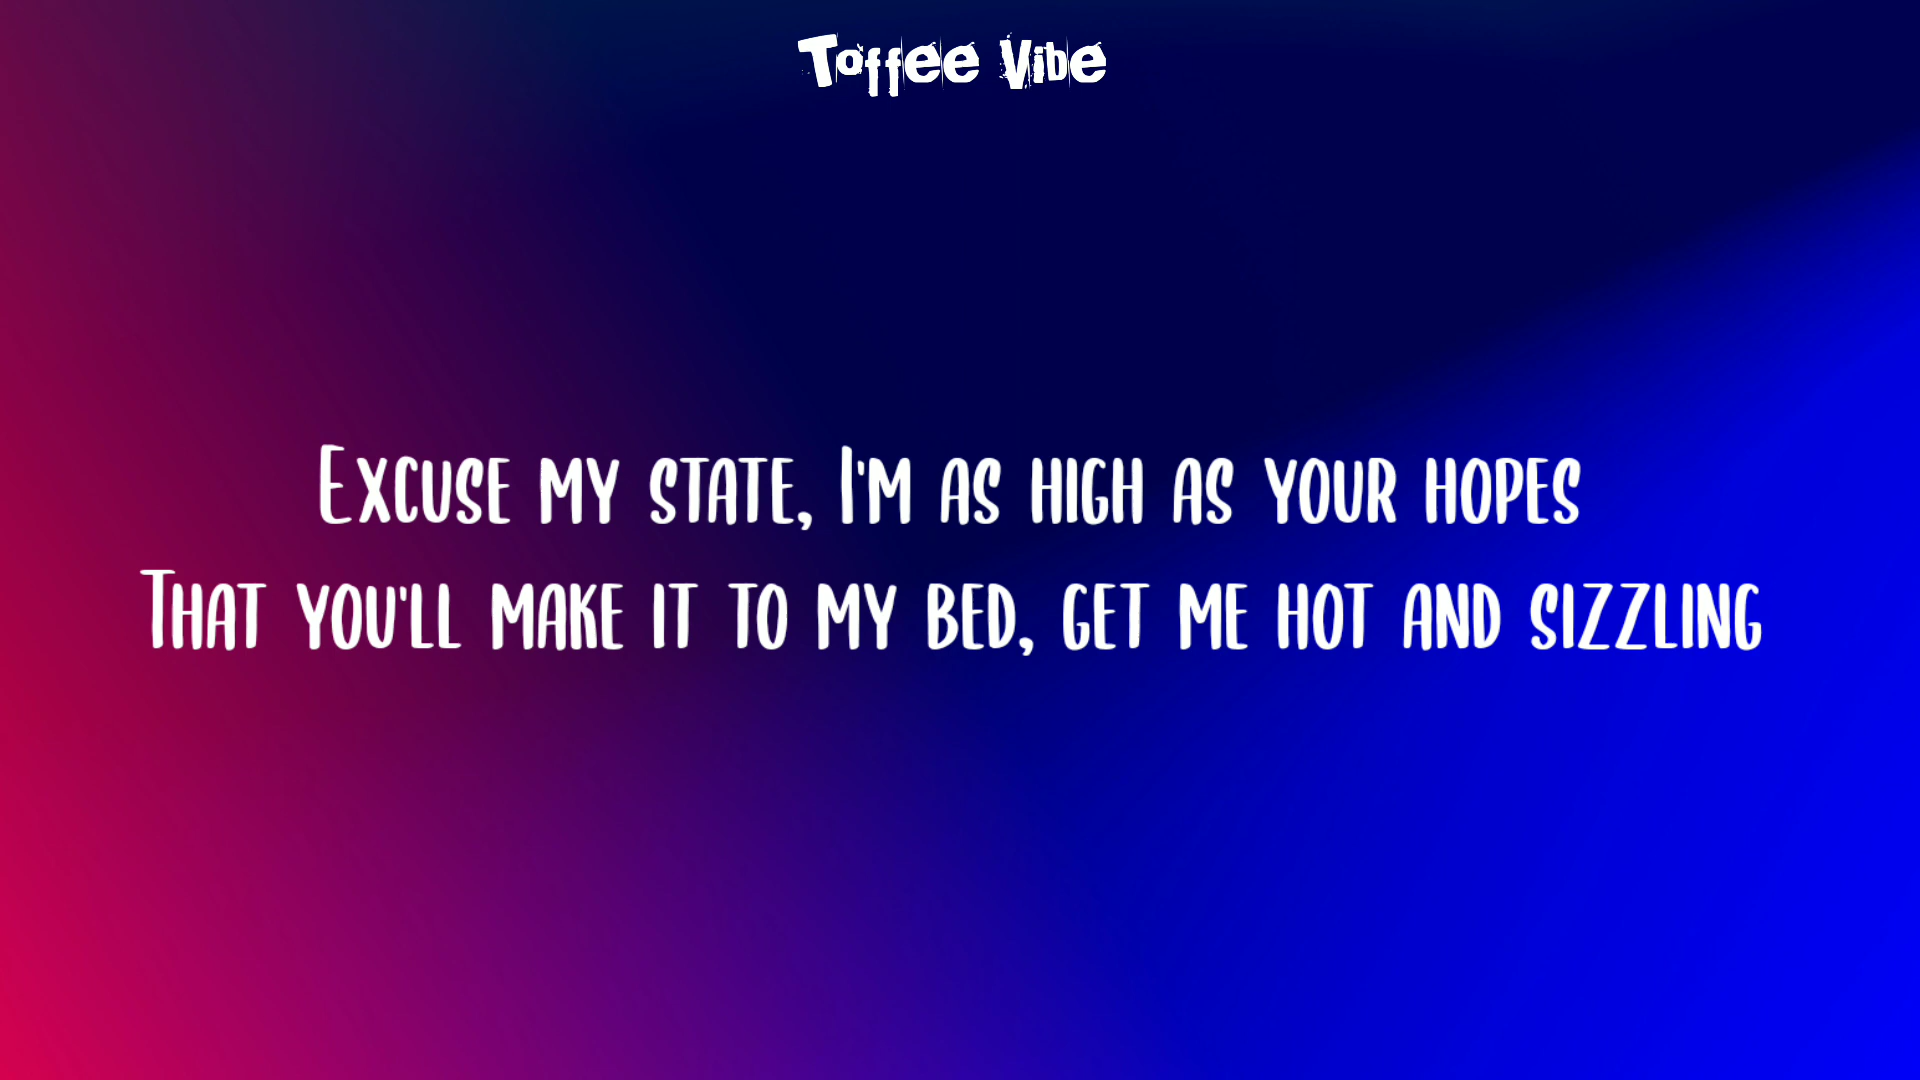 Toffee Vibe
Excuse my state, I'm as high as your hopes
That you'll make it to my bed, get me hot and sizzling